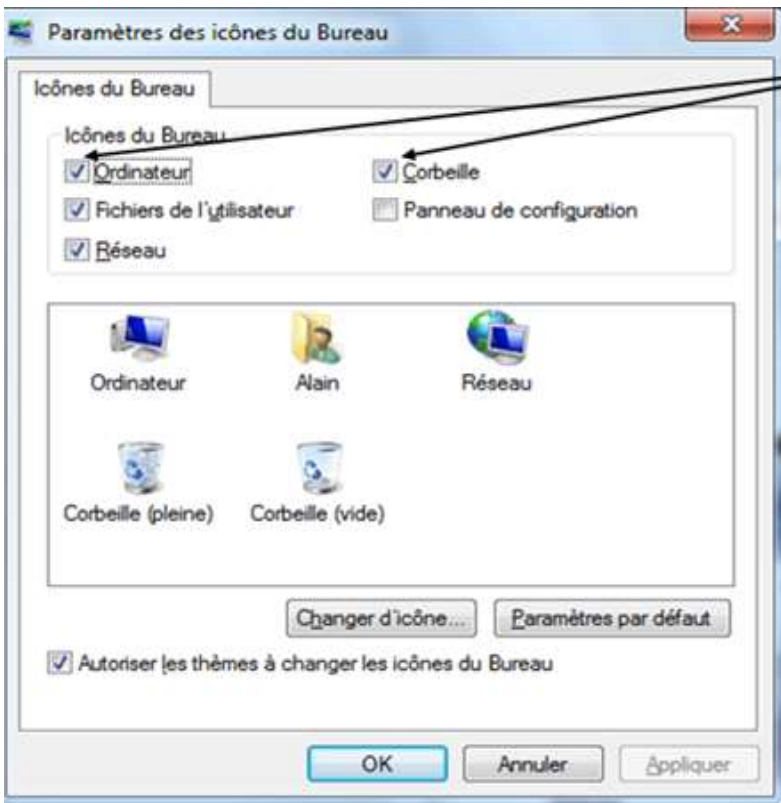 Paramètres des icônes du Bureau
Icônes du Bureau
Icônes du Bureau
Ordinateur
Corbeille
Fichiers de l'utilisateur
Panneau de configuration
Réseau
Ordinateur
Alain
Réseau
Corbeille (pleine)
Corbeille (vide)
Changer d'icône...
Paramètres par défaut
Autoriser les thèmes à changer les icônes du Bureau
OK
Annuler
Appliquer